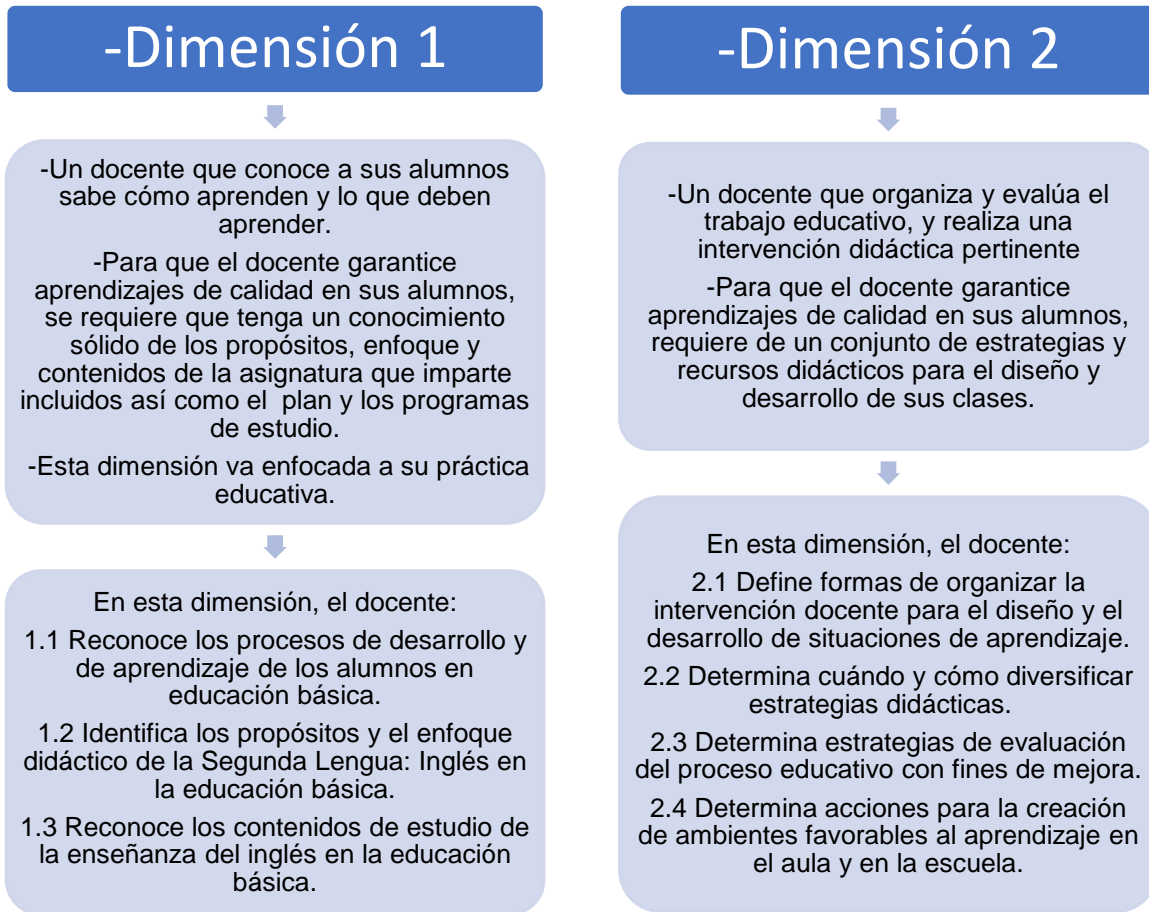 -Dimensión 1
-Un docente que conoce a sus alumnos
sabe cómo aprenden y lo que deben
aprender.
-Para que el docente garantice
aprendizajes de calidad en sus alumnos,
se requiere que tenga un conocimiento
sólido de los propósitos, enfoque y
contenidos de la asignatura que imparte
incluidos así como el  plan y los programas
de estudio.
-Esta dimensión va enfocada a su práctica
educativa.
En esta dimensión, el docente:
1.1 Reconoce los procesos de desarrollo y
de aprendizaje de los alumnos en
educación básica.
1.2 Identifica los propósitos y el enfoque
didáctico de la Segunda Lengua: Inglés en
la educación básica.
1.3 Reconoce los contenidos de estudio de
la enseñanza del inglés en la educación
básica.
-Dimensión 2
-Un docente que organiza y evalúa el
trabajo educativo, y realiza una
intervención didáctica pertinente
-Para que el docente garantice
aprendizajes de calidad en sus alumnos,
requiere de un conjunto de estrategias y
recursos didácticos para el diseño y
desarrollo de sus clases.
En esta dimensión, el docente:
2.1 Define formas de organizar la
intervención docente para el diseño y el
desarrollo de situaciones de aprendizaje.
2.2 Determina cuándo y cómo diversificar
estrategias didácticas.
2.3 Determina estrategias de evaluación
del proceso educativo con fines de mejora.
2.4 Determina acciones para la creación
de ambientes favorables al aprendizaje en
el aula y en la escuela.